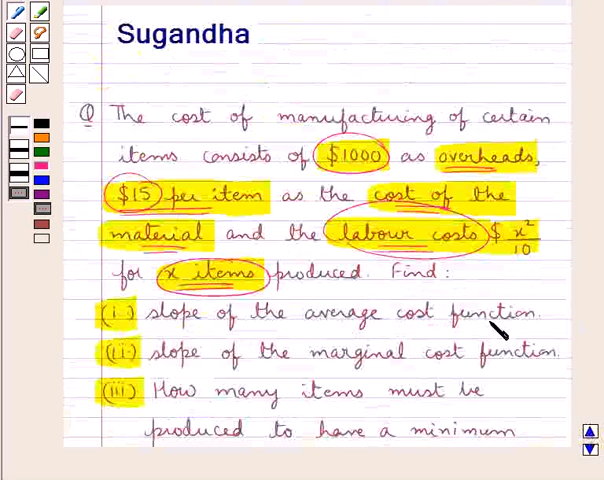 Sugandha
Q The cost of manufacturing of certain
items consists of $1000 as overheads,
$15 per item as the cost of the
material and the labour costs $ x²/10
for x items produced. Find :
(i) slope of the average cost function.
(ii) slope of the marginal cost function.
(iii) How many items must be
produced to have a minimum